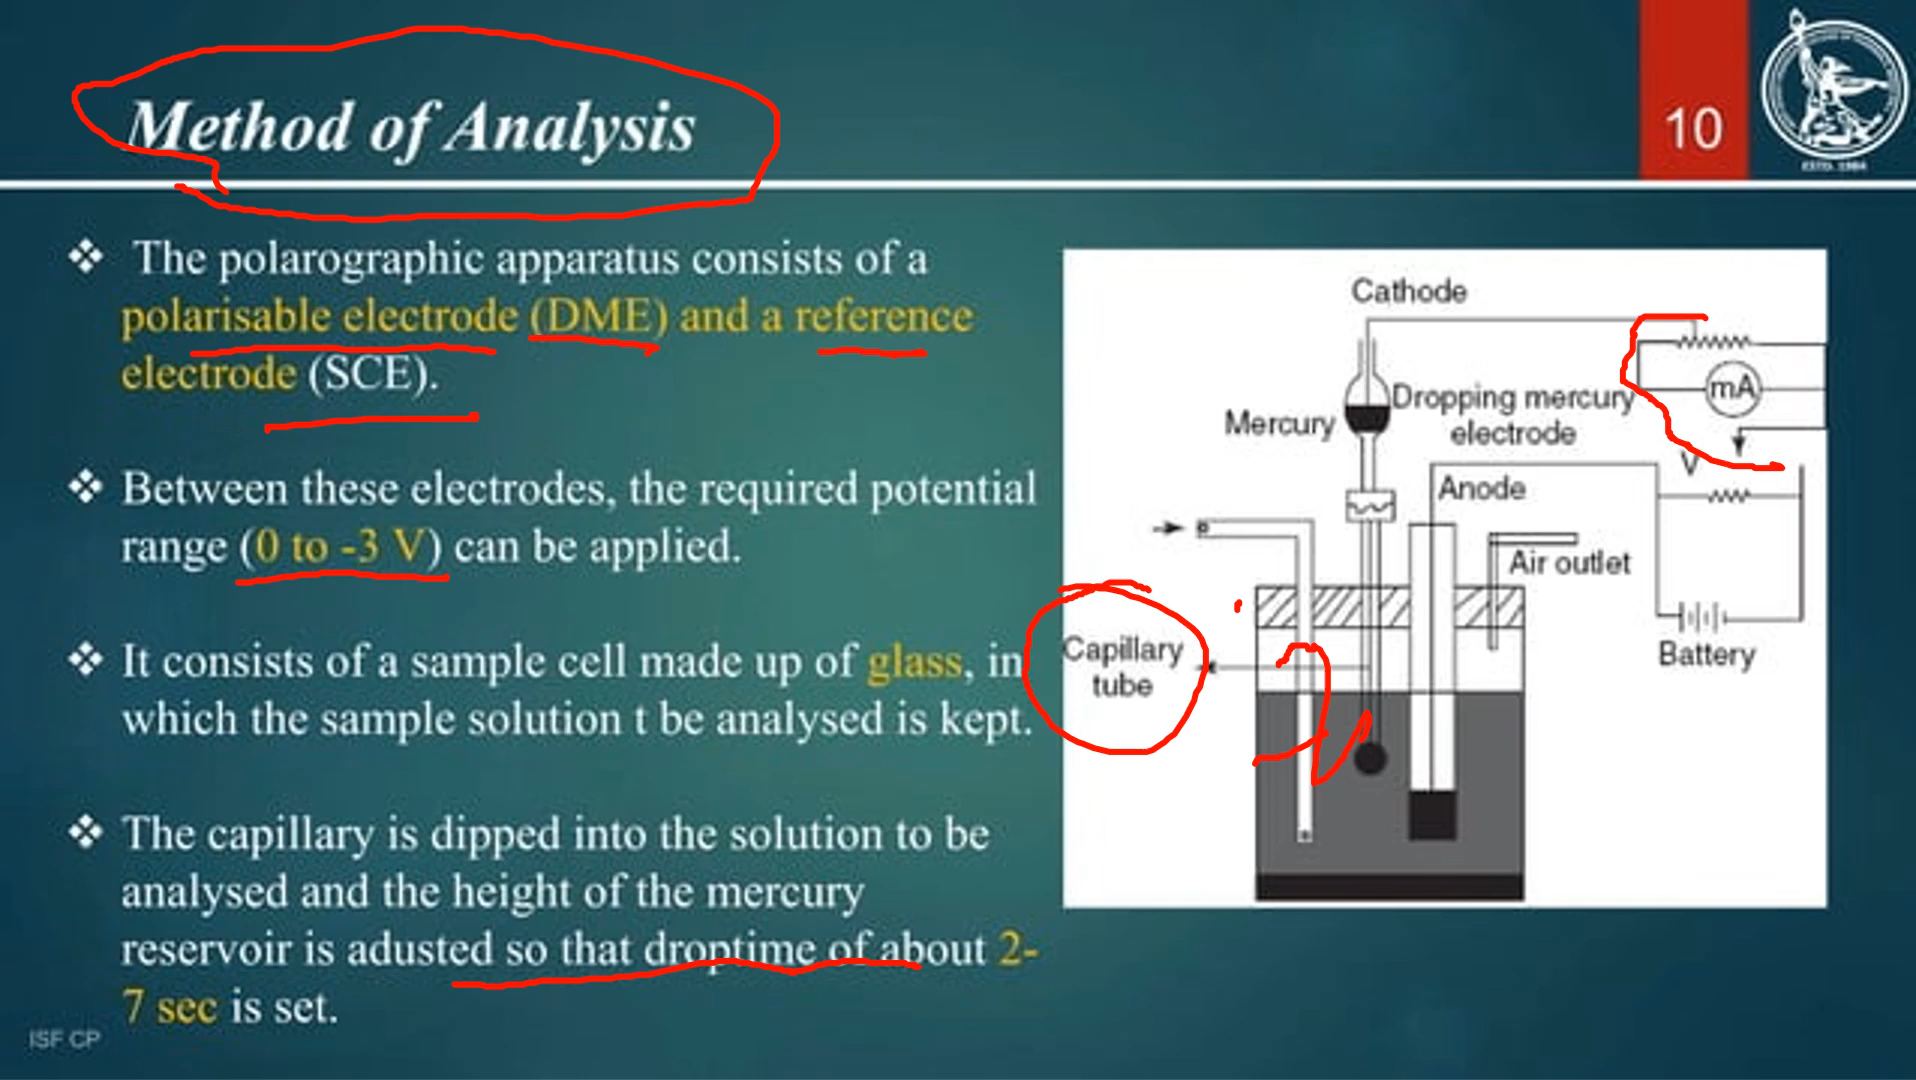 Method of Analysis
10
ESTD. 1984
❖ The polarographic apparatus consists of a
polarisable electrode (DME) and a reference
electrode (SCE).
❖ Between these electrodes, the required potential
range (0 to -3 V) can be applied.
❖ It consists of a sample cell made up of glass, in
which the sample solution t be analysed is kept.
❖ The capillary is dipped into the solution to be
analysed and the height of the mercury
reservoir is adusted so that droptime of about 2-
7 sec is set.
ISF CP
Cathode
mA
Dropping mercury
electrode
Mercury
V
Anode
Air outlet
Capillary
tube
Battery